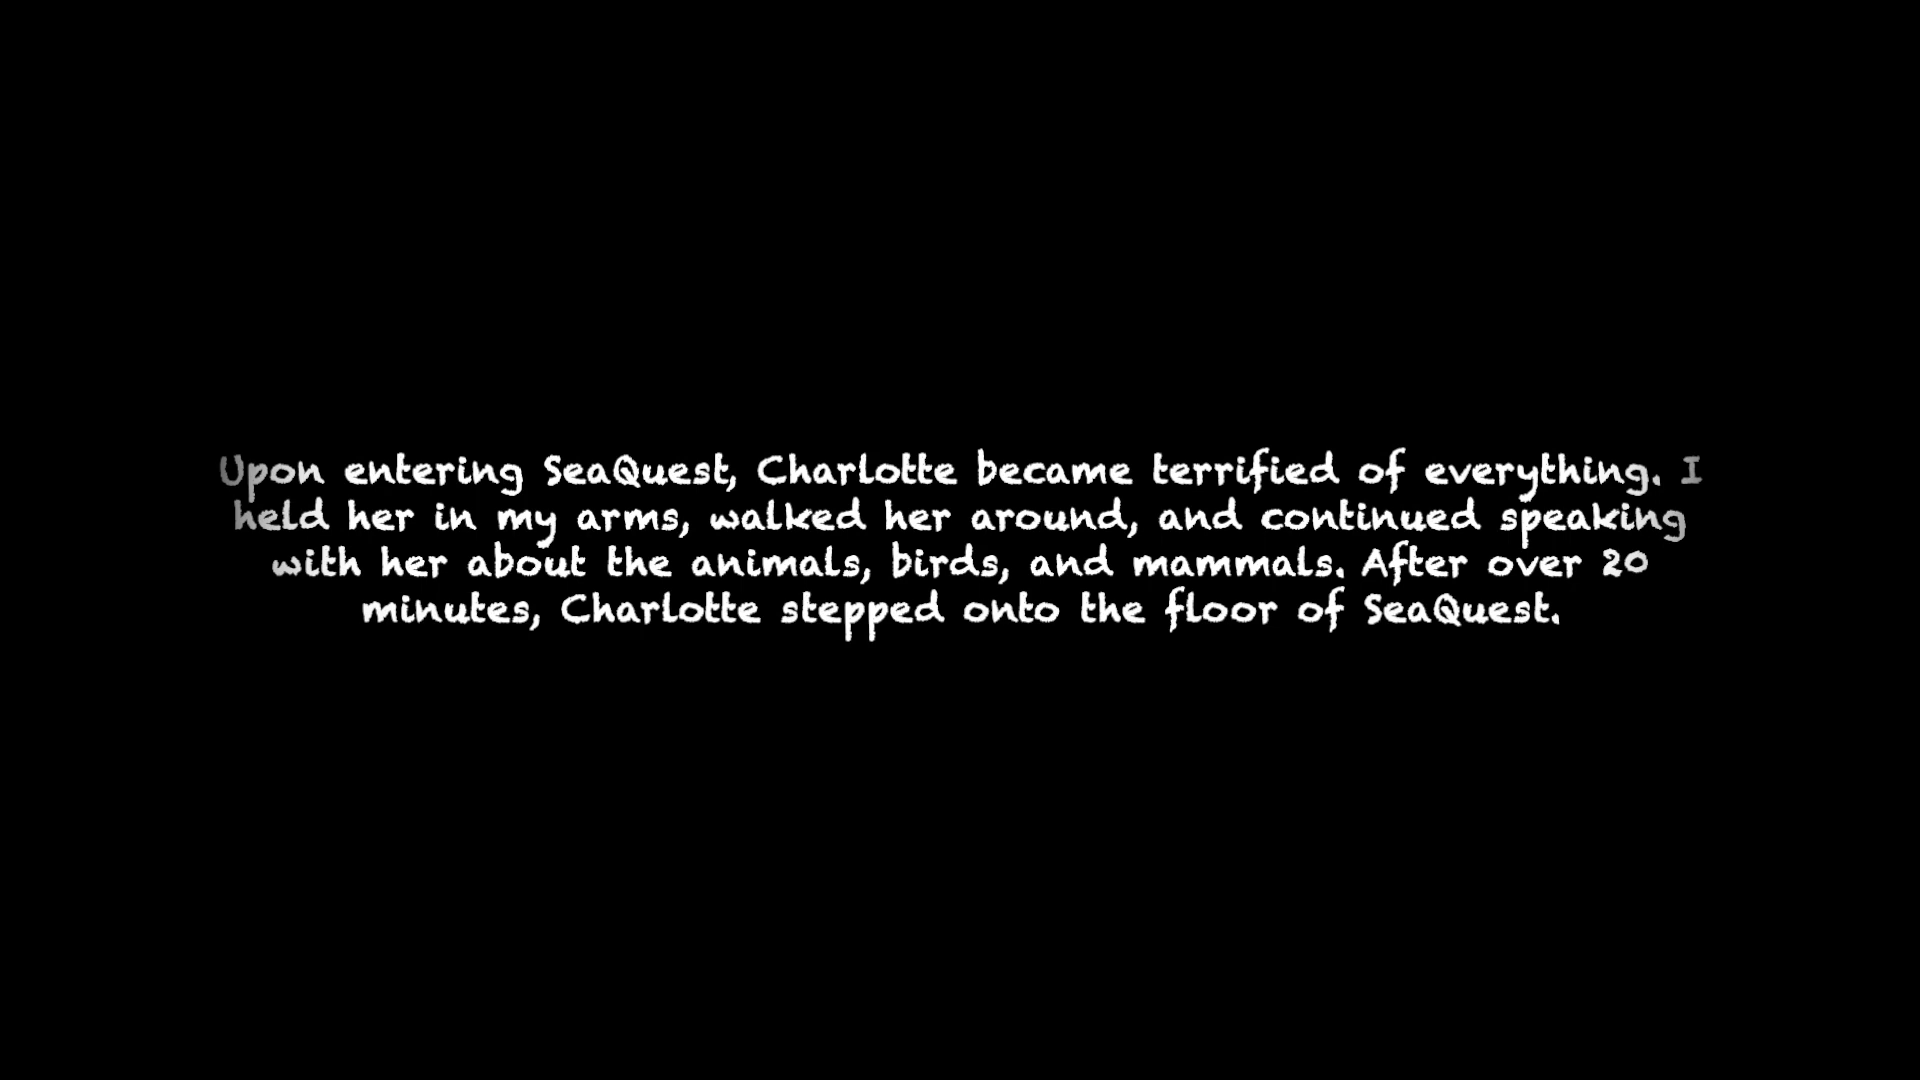 Upon entering SeaQuest, Charlotte became terrified of everything. I
held her in my arms, walked her around, and continued speaking
with her about the animals, birds, and mammals. After over 20
minutes, Charlotte stepped onto the floor of SeaQuest.